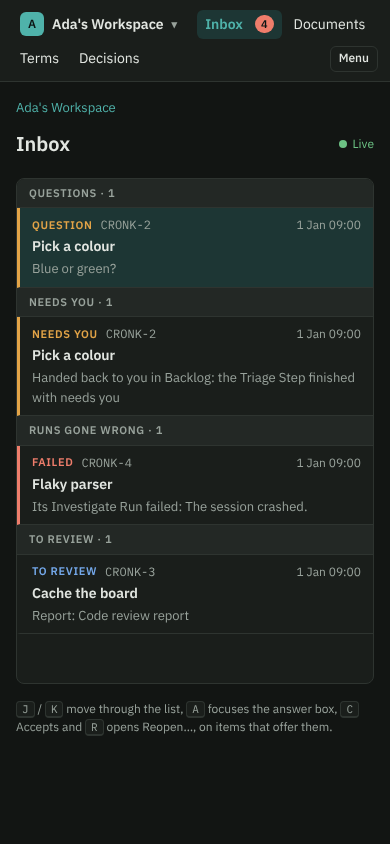 A Ada's Workspace ▾ Inbox 4 Documents
Terms Decisions Menu
Ada's Workspace
Inbox Live
QUESTIONS · 1
QUESTION CRONK-2 1 Jan 09:00
Pick a colour
Blue or green?
NEEDS YOU · 1
NEEDS YOU CRONK-2 1 Jan 09:00
Pick a colour
Handed back to you in Backlog: the Triage Step finished
with needs you
RUNS GONE WRONG · 1
FAILED CRONK-4 1 Jan 09:00
Flaky parser
Its Investigate Run failed: The session crashed.
TO REVIEW · 1
TO REVIEW CRONK-3 1 Jan 09:00
Cache the board
Report: Code review report
J / K move through the list, A focuses the answer box, C
Accepts and R opens Reopen…, on items that offer them.